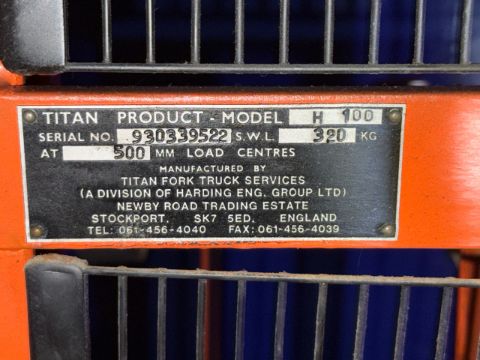 TITAN PRODUCT - MODEL H 100
SERIAL NO. 930339522 S.W.L. 320 KG
AT 500 MM LOAD CENTRES
MANUFACTURED BY
TITAN FORK TRUCK SERVICES
(A DIVISION OF HARDING ENG. GROUP LTD)
NEWBY ROAD TRADING ESTATE
STOCKPORT. SK7 5ED. ENGLAND
TEL: 061-456-4040 FAX: 061-456-4039